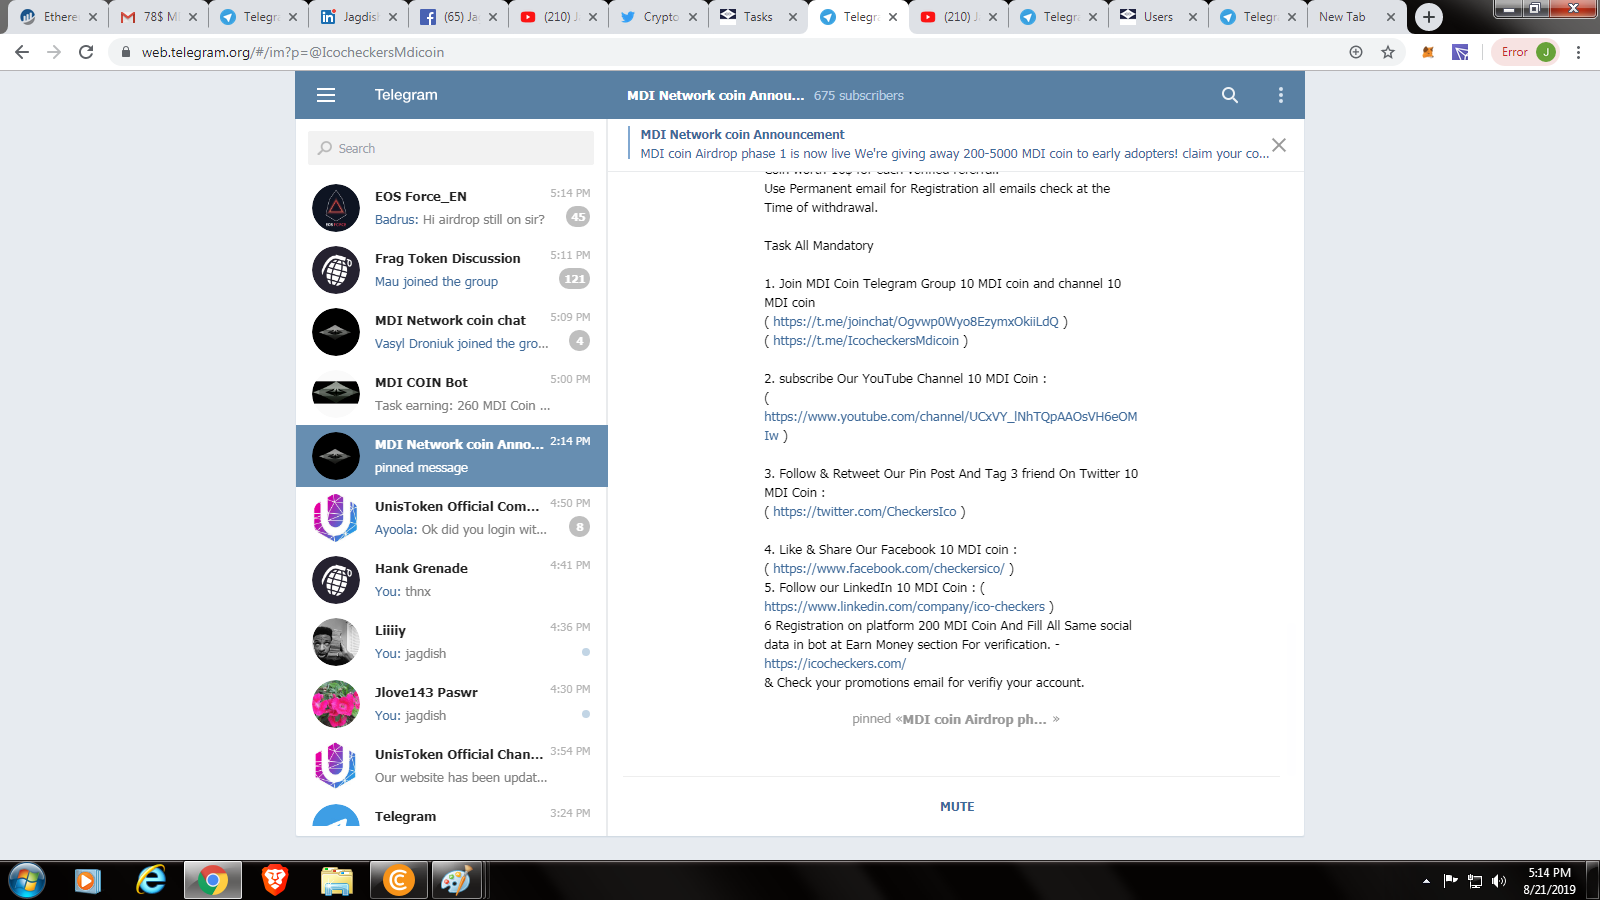 Ethere
78$ M
Telegra
Jagdis
(65) Ja
(210) J
Crypto
Tasks
Telegra
(210) J
Telegr
Users
Telegr
New Tab
web.telegram.org/#/im?p=@IcocheckersMdicoin
Error
J
Telegram
MDI Network coin Annou... 675 subscribers
Search
MDI Network coin Announcement
MDI coin Airdrop phase 1 is now live We're giving away 200-5000 MDI coin to early adopters! claim your co...
EOS Force_EN 5:14 PM
Badrus: Hi airdrop still on sir? 45
Frag Token Discussion 5:11 PM
Mau joined the group 121
MDI Network coin chat 5:09 PM
Vasyl Droniuk joined the gro... 4
MDI COIN Bot 5:00 PM
Task earning: 260 MDI Coin ...
MDI Network coin Anno... 2:14 PM
pinned message
UnisToken Official Com... 4:50 PM
Ayoola: Ok did you login wit... 8
Hank Grenade 4:41 PM
You: thnx
Liiiiy 4:36 PM
You: jagdish
Jlove143 Paswr 4:30 PM
You: jagdish
UnisToken Official Chan... 3:54 PM
Our website has been updat...
Telegram 3:24 PM
Coin worth 10$ for each verified referral.
Use Permanent email for Registration all emails check at the
Time of withdrawal.
Task All Mandatory
1. Join MDI Coin Telegram Group 10 MDI coin and channel 10
MDI coin
( https://t.me/joinchat/Ogvwp0Wyo8EzymxOkiiLdQ )
( https://t.me/IcocheckersMdicoin )
2. subscribe Our YouTube Channel 10 MDI Coin :
(
https://www.youtube.com/channel/UCxVY_lNhTQpAAOsVH6eOM
Iw )
3. Follow & Retweet Our Pin Post And Tag 3 friend On Twitter 10
MDI Coin :
( https://twitter.com/CheckersIco )
4. Like & Share Our Facebook 10 MDI coin :
( https://www.facebook.com/checkersico/ )
5. Follow our LinkedIn 10 MDI Coin : (
https://www.linkedin.com/company/ico-checkers )
6 Registration on platform 200 MDI Coin And Fill All Same social
data in bot at Earn Money section For verification. -
https://icocheckers.com/
& Check your promotions email for verifiy your account.
pinned «MDI coin Airdrop ph... »
MUTE
5:14 PM
8/21/2019